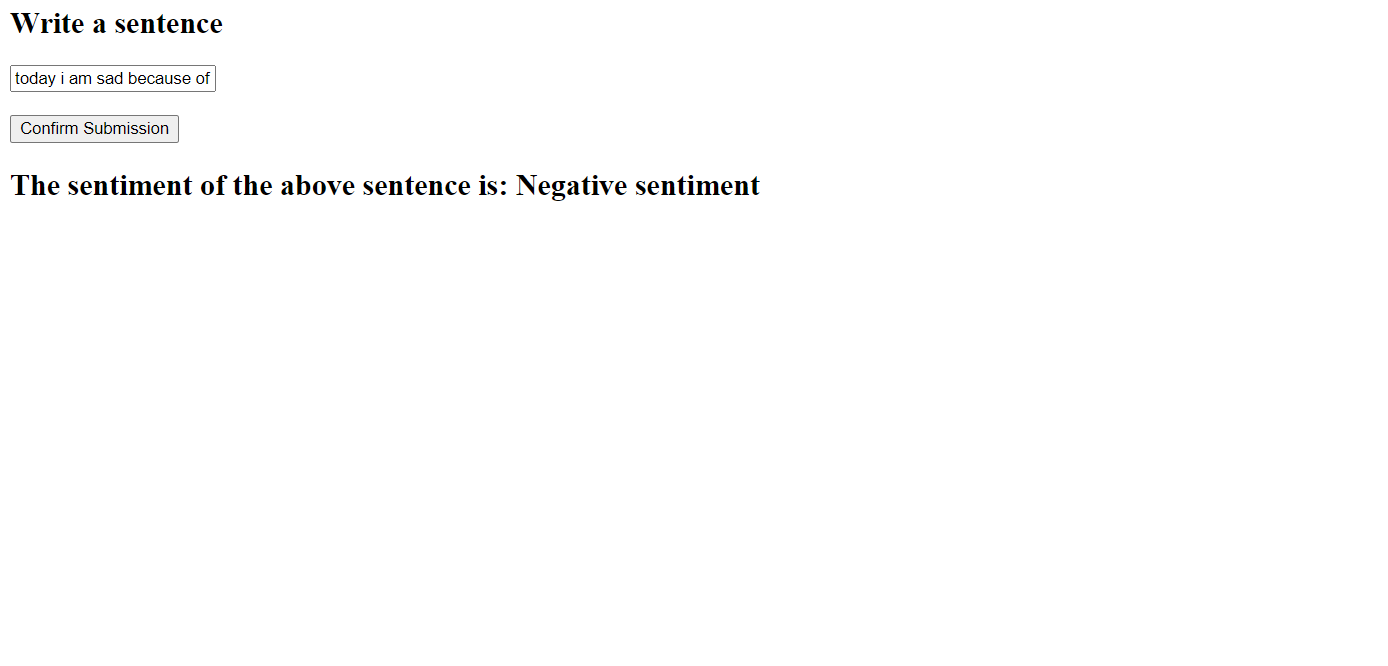 Write a sentence
today i am sad because of
Confirm Submission
The sentiment of the above sentence is: Negative sentiment